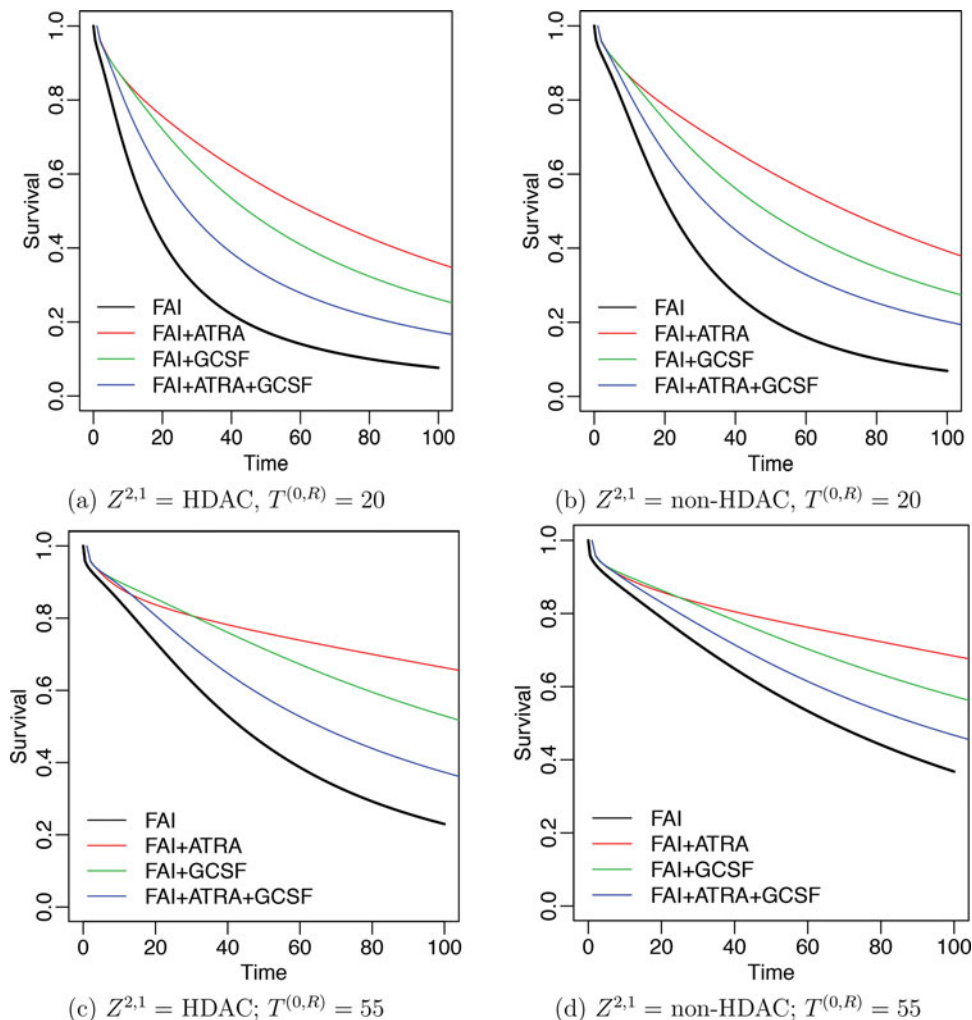 Survival
0.0 0.2 0.4 0.6 0.8 1.0
FAI
FAI+ATRA
FAI+GCSF
FAI+ATRA+GCSF
0 20 40 60 80 100
Time
(a) Z^{2,1} = HDAC, T^{(0,R)} = 20
Survival
0.0 0.2 0.4 0.6 0.8 1.0
FAI
FAI+ATRA
FAI+GCSF
FAI+ATRA+GCSF
0 20 40 60 80 100
Time
(b) Z^{2,1} = non-HDAC, T^{(0,R)} = 20
Survival
0.0 0.2 0.4 0.6 0.8 1.0
FAI
FAI+ATRA
FAI+GCSF
FAI+ATRA+GCSF
0 20 40 60 80 100
Time
(c) Z^{2,1} = HDAC; T^{(0,R)} = 55
Survival
0.0 0.2 0.4 0.6 0.8 1.0
FAI
FAI+ATRA
FAI+GCSF
FAI+ATRA+GCSF
0 20 40 60 80 100
Time
(d) Z^{2,1} = non-HDAC; T^{(0,R)} = 55